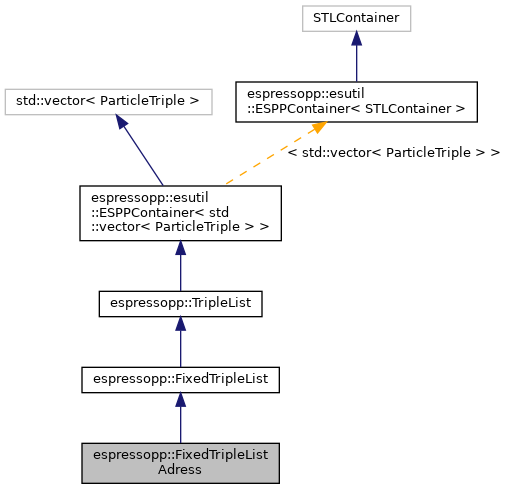 STLContainer
std::vector< ParticleTriple >
espressopp::esutil
::ESPPContainer< STLContainer >
< std::vector< ParticleTriple > >
espressopp::esutil
::ESPPContainer< std
::vector< ParticleTriple > >
espressopp::TripleList
espressopp::FixedTripleList
espressopp::FixedTripleList
Adress